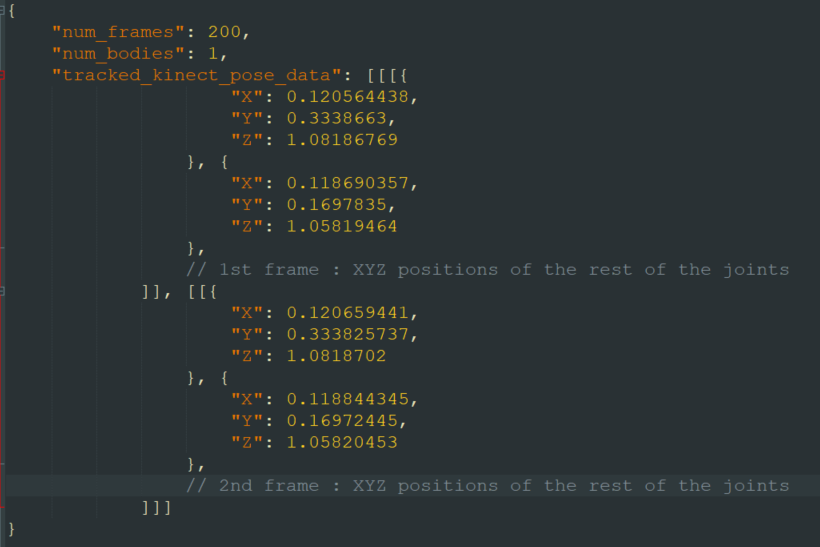 {
"num_frames": 200,
"num_bodies": 1,
"tracked_kinect_pose_data": [[[{
"X": 0.120564438,
"Y": 0.3338663,
"Z": 1.08186769
}, {
"X": 0.118690357,
"Y": 0.1697835,
"Z": 1.05819464
},
// 1st frame : XYZ positions of the rest of the joints
]], [[{
"X": 0.120659441,
"Y": 0.333825737,
"Z": 1.0818702
}, {
"X": 0.118844345,
"Y": 0.16972445,
"Z": 1.05820453
},
// 2nd frame : XYZ positions of the rest of the joints
]]]
}